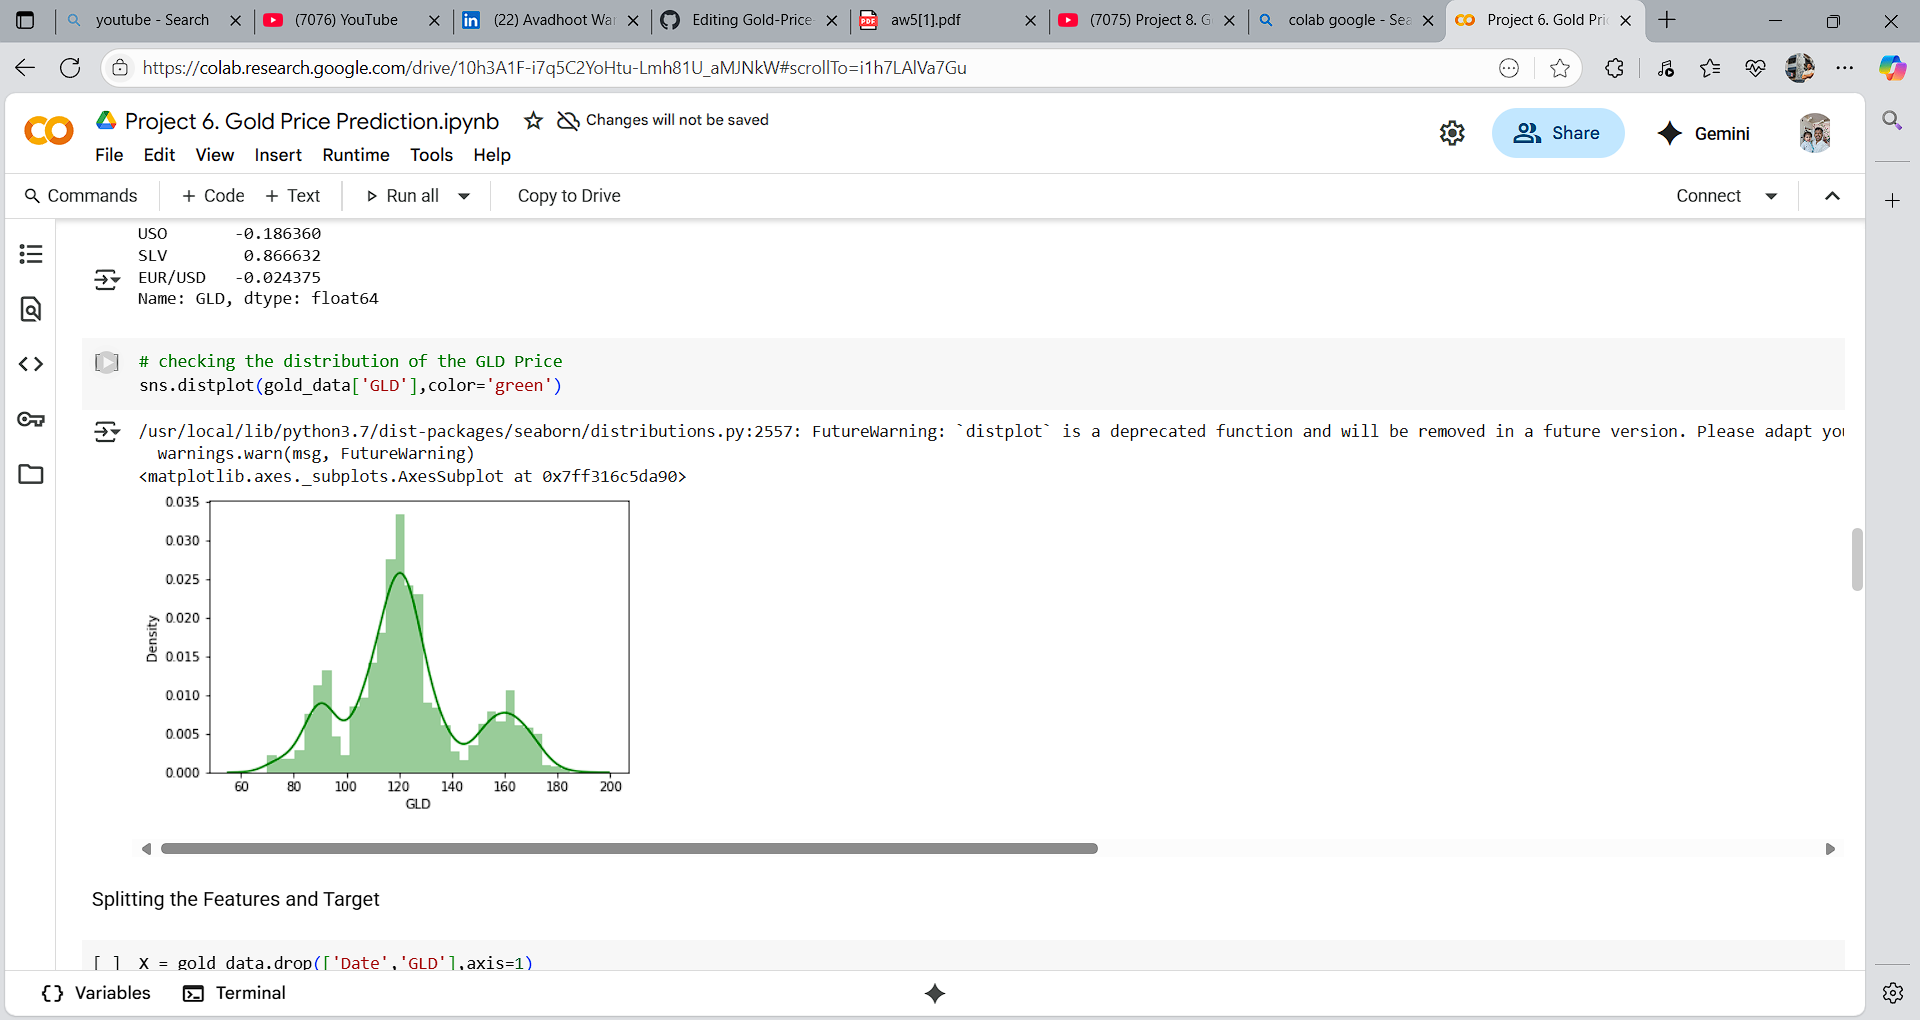 youtube - Search
(7076) YouTube
(22) Avadhoot Wa
Editing Gold-Price
aw5[1].pdf
(7075) Project 8. G
colab google - Sea
Project 6. Gold Pric
https://colab.research.google.com/drive/10h3A1F-i7q5C2YoHtu-Lmh81U_aMJNkW#scrollTo=i1h7LAlVa7Gu
Project 6. Gold Price Prediction.ipynb
Changes will not be saved
Share
Gemini
File Edit View Insert Runtime Tools Help
Commands + Code + Text Run all Copy to Drive Connect
USO -0.186360
SLV 0.866632
EUR/USD -0.024375
Name: GLD, dtype: float64
# checking the distribution of the GLD Price
sns.distplot(gold_data['GLD'],color='green')
/usr/local/lib/python3.7/dist-packages/seaborn/distributions.py:2557: FutureWarning: `distplot` is a deprecated function and will be removed in a future version. Please adapt you
warnings.warn(msg, FutureWarning)
<matplotlib.axes._subplots.AxesSubplot at 0x7ff316c5da90>
0.035
0.030
0.025
0.020
0.015
0.010
0.005
0.000
Density
60 80 100 120 140 160 180 200
GLD
Splitting the Features and Target
[ ] X = gold_data.drop(['Date','GLD'],axis=1)
Variables Terminal